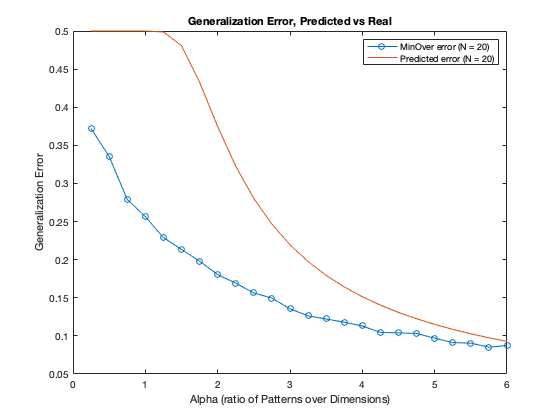 Generalization Error, Predicted vs Real
MinOver error (N = 20)
Predicted error (N = 20)
0.5
0.45
0.4
0.35
0.3
0.25
0.2
0.15
0.1
0.05
Generalization Error
0 1 2 3 4 5 6
Alpha (ratio of Patterns over Dimensions)